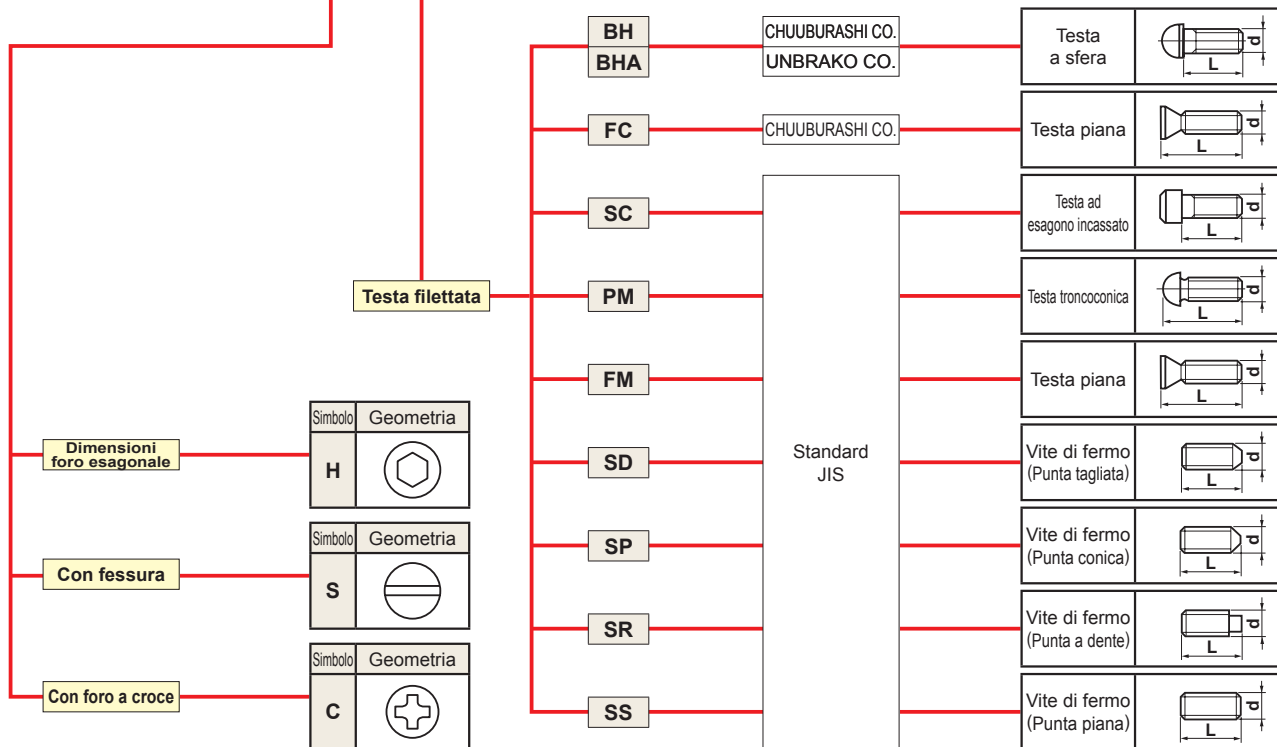 BH
BHA
CHUUBURASHI CO.
UNBRAKO CO.
Testa
a sfera
d
L
FC
CHUUBURASHI CO.
Testa piana
d
L
SC
Testa ad
esagono incassato
d
L
Testa filettata
PM
Testa troncoconica
d
L
FM
Testa piana
d
L
Standard
JIS
SD
Vite di fermo
(Punta tagliata)
d
L
SP
Vite di fermo
(Punta conica)
d
L
SR
Vite di fermo
(Punta a dente)
d
L
SS
Vite di fermo
(Punta piana)
d
L
Dimensioni
foro esagonale
Simbolo Geometria
H
Con fessura
Simbolo Geometria
S
Con foro a croce
Simbolo Geometria
C